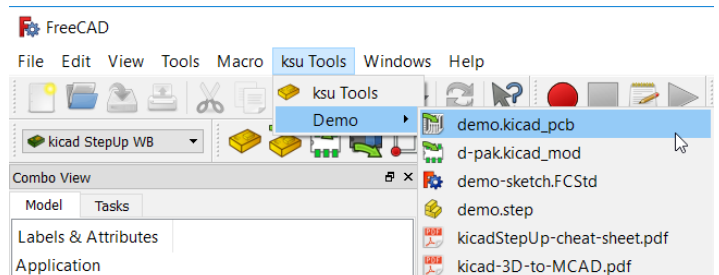 FreeCAD
File Edit View Tools Macro ksu Tools Windows Help
ksu Tools
Demo
demo.kicad_pcb
d-pak.kicad_mod
demo-sketch.FCStd
demo.step
kicadStepUp-cheat-sheet.pdf
kicad-3D-to-MCAD.pdf
kicad StepUp WB
Combo View
Model Tasks
Labels & Attributes
Application